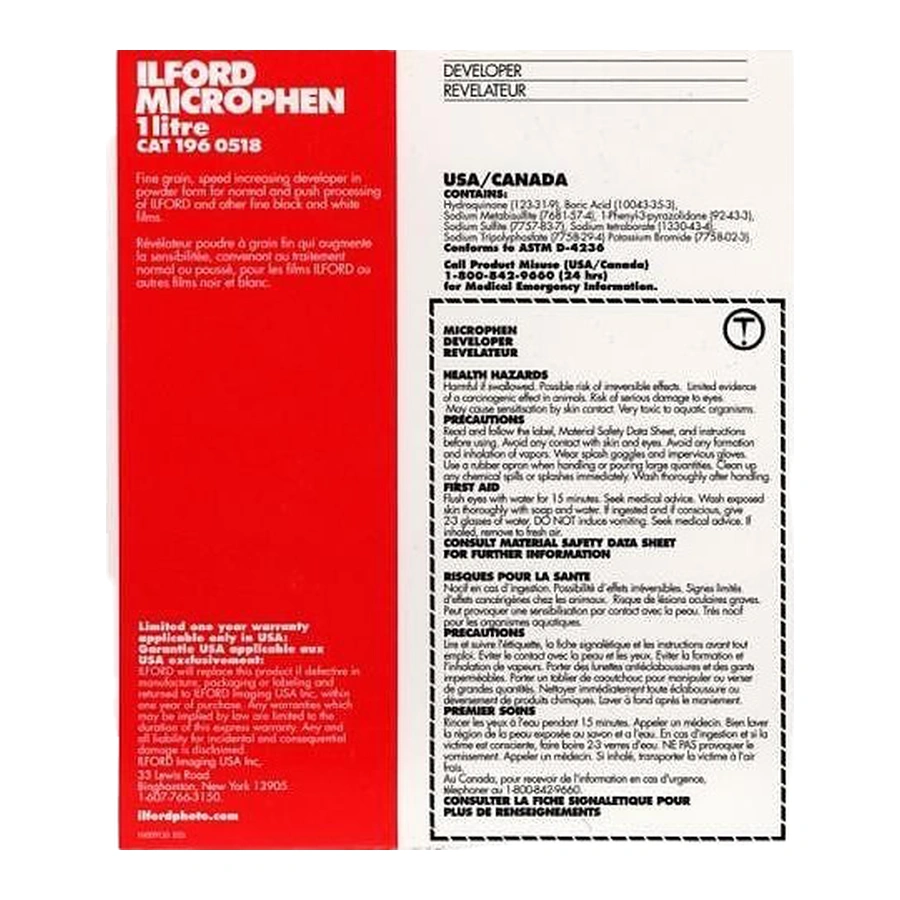 ILFORD
MICROPHEN
1 litre
CAT 196 0518
Fine grain, speed increasing developer in
powder form for normal and push processing
of ILFORD and other fine black and white
films.
Révélateur poudre à grain fin qui augmente
la sensibilitée, convenant au traitement
normal ou poussé, pour les films ILFORD ou
autres films noir et blanc.
Limited one year warranty
applicable only in USA:
Garantie USA applicable aux
USA exclusivement:
ILFORD will replace this product if defective in
manufacture, packaging or labeling and
returned to ILFORD Imaging USA Inc, within
one year of purchase. Any warranties which
may be implied by law are limited to the
duration of this express warranty. Any and
all liability for incidental and consequential
damage is disclaimed.
ILFORD Imaging USA Inc,
33 Lewis Road
Binghamton, New York 13905
1-607-766-3150.
ilfordphoto.com
DEVELOPER
REVELATEUR
USA/CANADA
CONTAINS:
Hydroquinone (123-31-9), Boric Acid (10043-35-3),
Sodium Metabisulfite (7681-57-4), 1-Phenyl-3-pyrazolidone (92-43-3),
Sodium Sulfite (7757-83-7), Sodium tetraborate (1330-43-4),
Sodium Tripolyphosphate (7758-29-4) Potassium Bromide (7758-02-3).
Conforms to ASTM D-4236
Call Product Misuse (USA/Canada)
1-800-842-9660 (24 hrs)
for Medical Emergency Information.
T
MICROPHEN
DEVELOPER
REVELATEUR
HEALTH HAZARDS
Harmful if swallowed. Possible risk of irreversible effects. Limited evidence
of a carcinogenic effect in animals. Risk of serious damage to eyes.
May cause sensitisation by skin contact. Very toxic to aquatic organisms.
PRÉCAUTIONS
Read and follow the label, Material Safety Data Sheet, and instructions
before using. Avoid any contact with skin and eyes. Avoid any formation
and inhalation of vapors. Wear splash goggles and impervious gloves.
Use a rubber apron when handling or pouring large quantities. Clean up
any chemical spills or splashes immediately. Wash thoroughly after handling.
FIRST AID
Flush eyes with water for 15 minutes. Seek medical advice. Wash exposed
skin thoroughly with soap and water. If ingested and if conscious, give
2-3 glasses of water, DO NOT induce vomiting. Seek medical advice. If
inhaled, remove to fresh air.
CONSULT MATERIAL SAFETY DATA SHEET
FOR FURTHER INFORMATION
RISQUES POUR LA SANTE
Nocif en cas d'ingestion. Possibilité d'effets irréversibles. Signes limités
d'effets cancérigènes chez les animaux. Risque de lésions oculaires graves.
Peut provoquer une sensibilisation par contact avec la peau. Très nocif
pour les organismes aquatiques.
PRECAUTIONS
Lire et suivre l'étiquette, la fiche signalétique et les instructions avant tout
emploi. Eviter le contact avec la peau et les yeux. Eviter la formation et
l'inhalation de vapeurs. Porter des lunettes antiéclaboussures et des gants
imperméables. Porter un tablier de caoutchouc pour manipuler ou verser
de grandes quantités. Nettoyer immédiatement toute éclaboussure ou
déversement de produits chimiques. Laver à fond après le maniement.
PREMIER SOINS
Rincer les yeux à l'eau pendant 15 minutes. Appeler un médecin. Bien laver
la région de la peau exposée au savon et a l'eau. En cas d'ingestion et si la
victime est consciente, faire boire 2-3 verres d'eau. NE PAS provoquer le
vomissement. Appeler un médecin. Si inhalé, transporter la victime à l'air
frais.
Au Canada, pour recevoir de l'information en cas d'urgence,
téléphoner au 1-800-842-9660.
CONSULTER LA FICHE SIGNALETIQUE POUR
PLUS DE RENSEIGNEMENTS